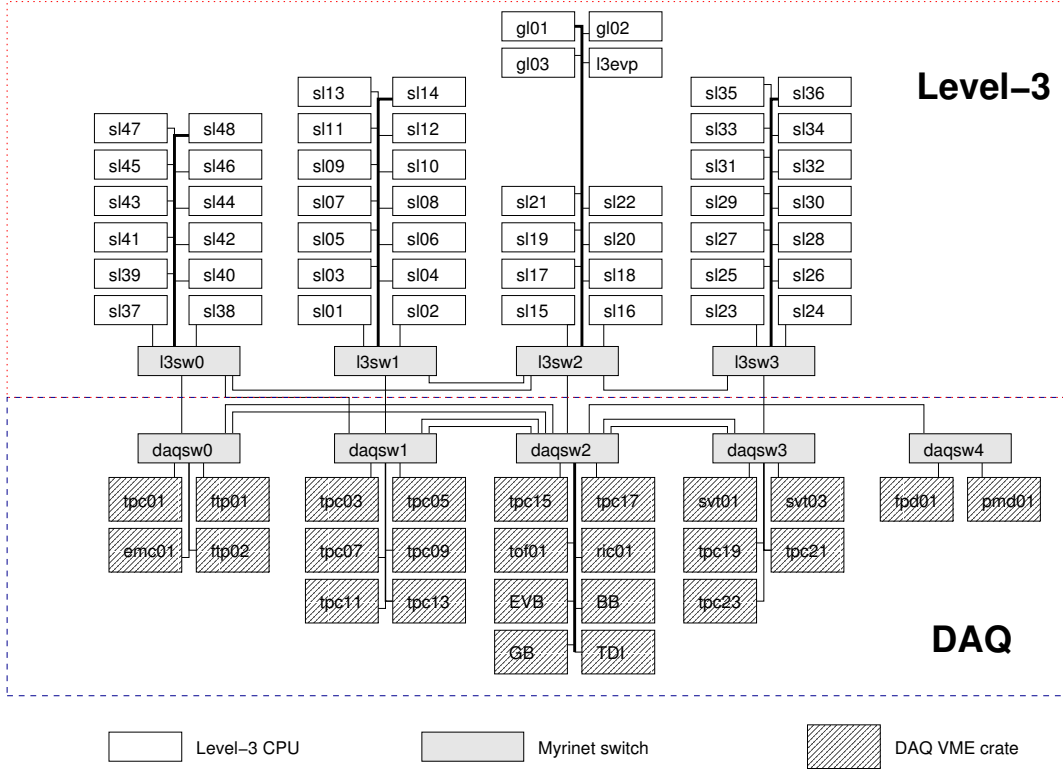 gl01 gl02
gl03 l3evp
Level−3
sl13 sl14 sl35 sl36
sl47 sl48 sl11 sl12 sl33 sl34
sl45 sl46 sl09 sl10 sl31 sl32
sl43 sl44 sl07 sl08 sl21 sl22 sl29 sl30
sl41 sl42 sl05 sl06 sl19 sl20 sl27 sl28
sl39 sl40 sl03 sl04 sl17 sl18 sl25 sl26
sl37 sl38 sl01 sl02 sl15 sl16 sl23 sl24
l3sw0 l3sw1 l3sw2 l3sw3
daqsw0 daqsw1 daqsw2 daqsw3 daqsw4
tpc01 ftp01 tpc03 tpc05 tpc15 tpc17 svt01 svt03 fpd01 pmd01
emc01 ftp02 tpc07 tpc09 tof01 ric01 tpc19 tpc21
tpc11 tpc13 EVB BB tpc23
GB TDI
DAQ
Level−3 CPU Myrinet switch DAQ VME crate